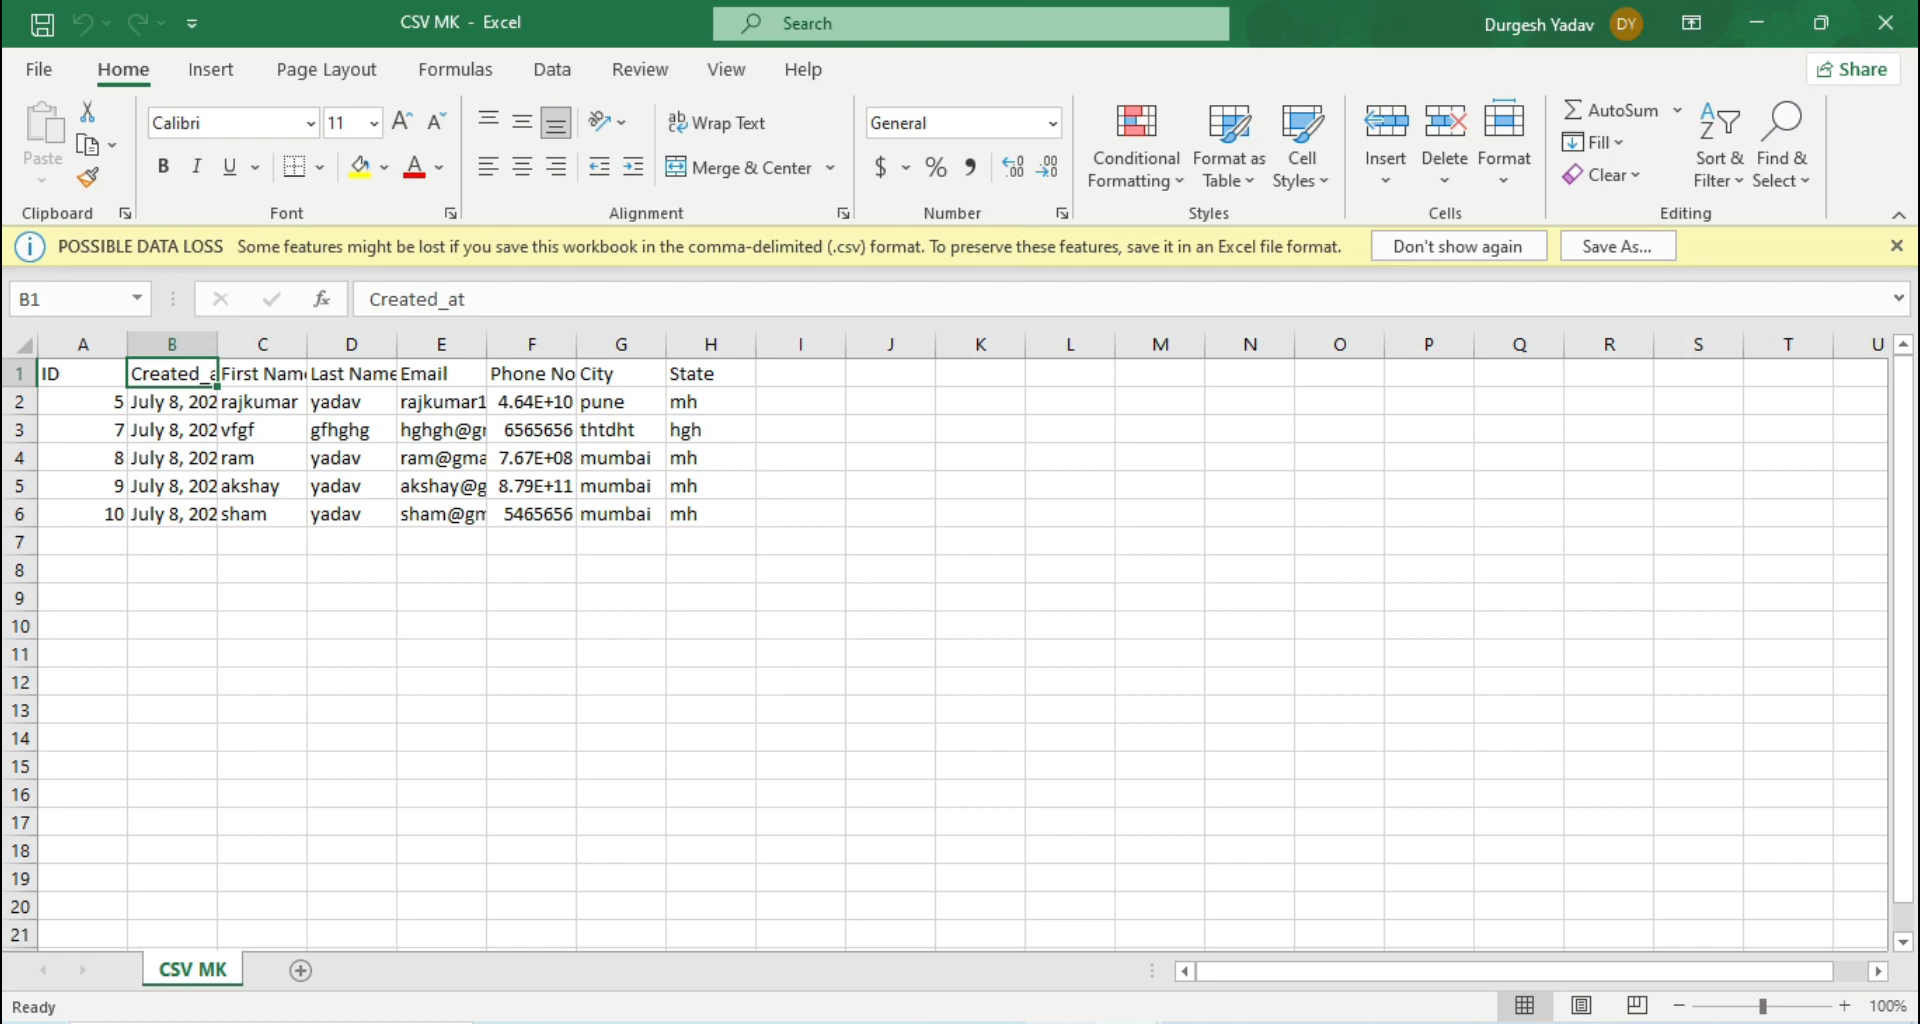 CSV MK - Excel
Search
Durgesh Yadav
DY
File Home Insert Page Layout Formulas Data Review View Help
Share
Paste
Clipboard
Calibri 11
B I U
Font
Wrap Text
Merge & Center
Alignment
General
$ % 
Number
Conditional Formatting
Format as Table
Cell Styles
Styles
Insert
Delete
Format
Cells
AutoSum
Fill
Clear
Sort & Filter
Find & Select
Editing
POSSIBLE DATA LOSS Some features might be lost if you save this workbook in the comma-delimited (.csv) format. To preserve these features, save it in an Excel file format.
Don't show again
Save As...
B1
fx
Created_at
A B C D E F G H I J K L M N O P Q R S T U
1 ID Created_a First Name Last Name Email Phone No City State
2 5 July 8, 202 rajkumar yadav rajkumar1 4.64E+10 pune mh
3 7 July 8, 202 vfgf gfhghg hghgh@gr 6565656 thtdht hgh
4 8 July 8, 202 ram yadav ram@gma 7.67E+08 mumbai mh
5 9 July 8, 202 akshay yadav akshay@g 8.79E+11 mumbai mh
6 10 July 8, 202 sham yadav sham@gm 5465656 mumbai mh
7
8
9
10
11
12
13
14
15
16
17
18
19
20
21
CSV MK
Ready
100%